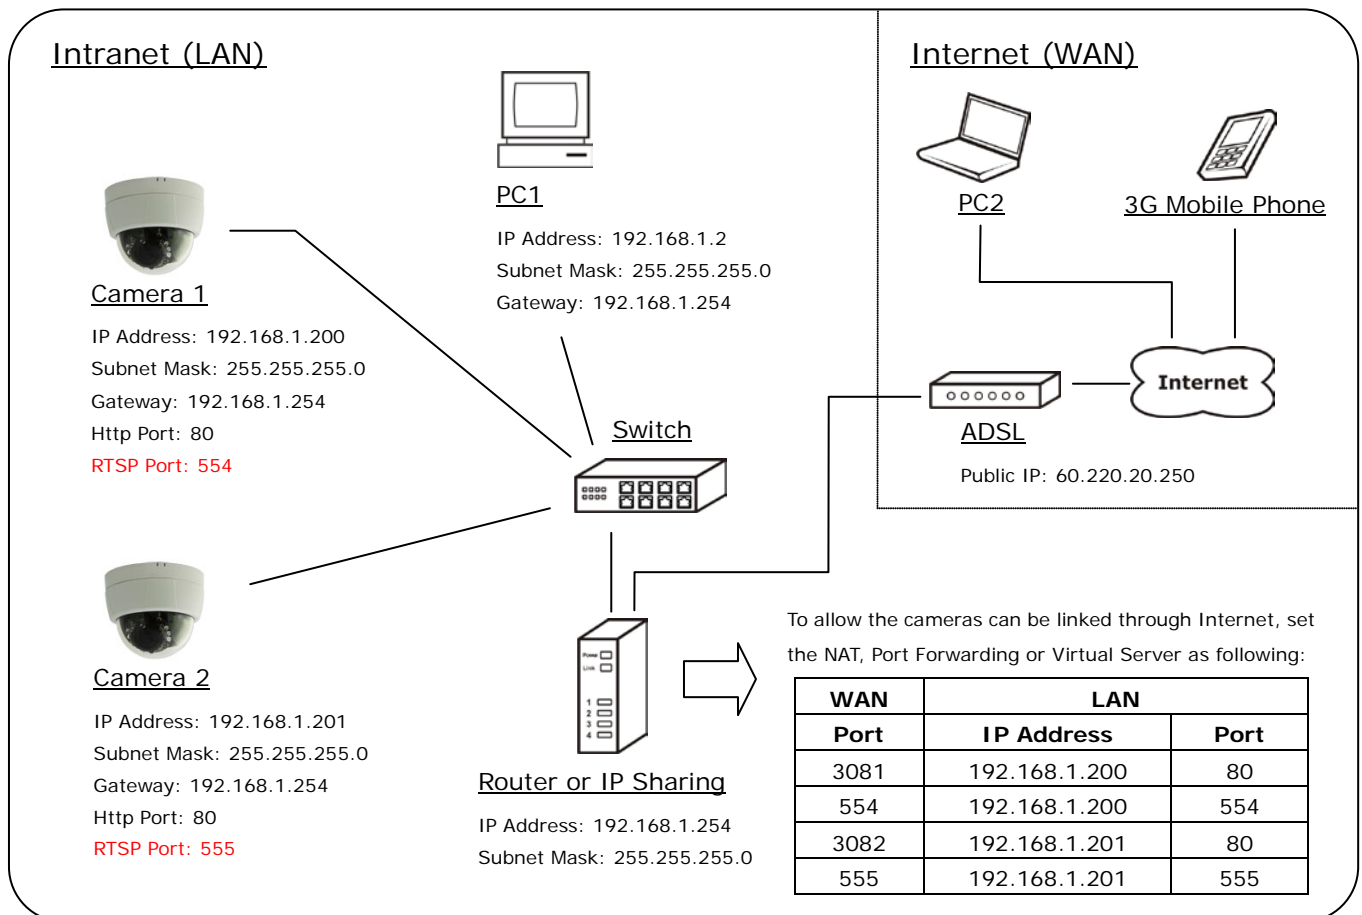 Intranet (LAN)
Internet (WAN)
PC1
IP Address: 192.168.1.2
Subnet Mask: 255.255.255.0
Gateway: 192.168.1.254
PC2
3G Mobile Phone
Camera 1
IP Address: 192.168.1.200
Subnet Mask: 255.255.255.0
Gateway: 192.168.1.254
Http Port: 80
RTSP Port: 554
Switch
Internet
ADSL
Public IP: 60.220.20.250
Camera 2
IP Address: 192.168.1.201
Subnet Mask: 255.255.255.0
Gateway: 192.168.1.254
Http Port: 80
RTSP Port: 555
Power
Link
1
2
3
4
Router or IP Sharing
IP Address: 192.168.1.254
Subnet Mask: 255.255.255.0
To allow the cameras can be linked through Internet, set
the NAT, Port Forwarding or Virtual Server as following:
WAN LAN
Port IP Address Port
3081 192.168.1.200 80
554 192.168.1.200 554
3082 192.168.1.201 80
555 192.168.1.201 555